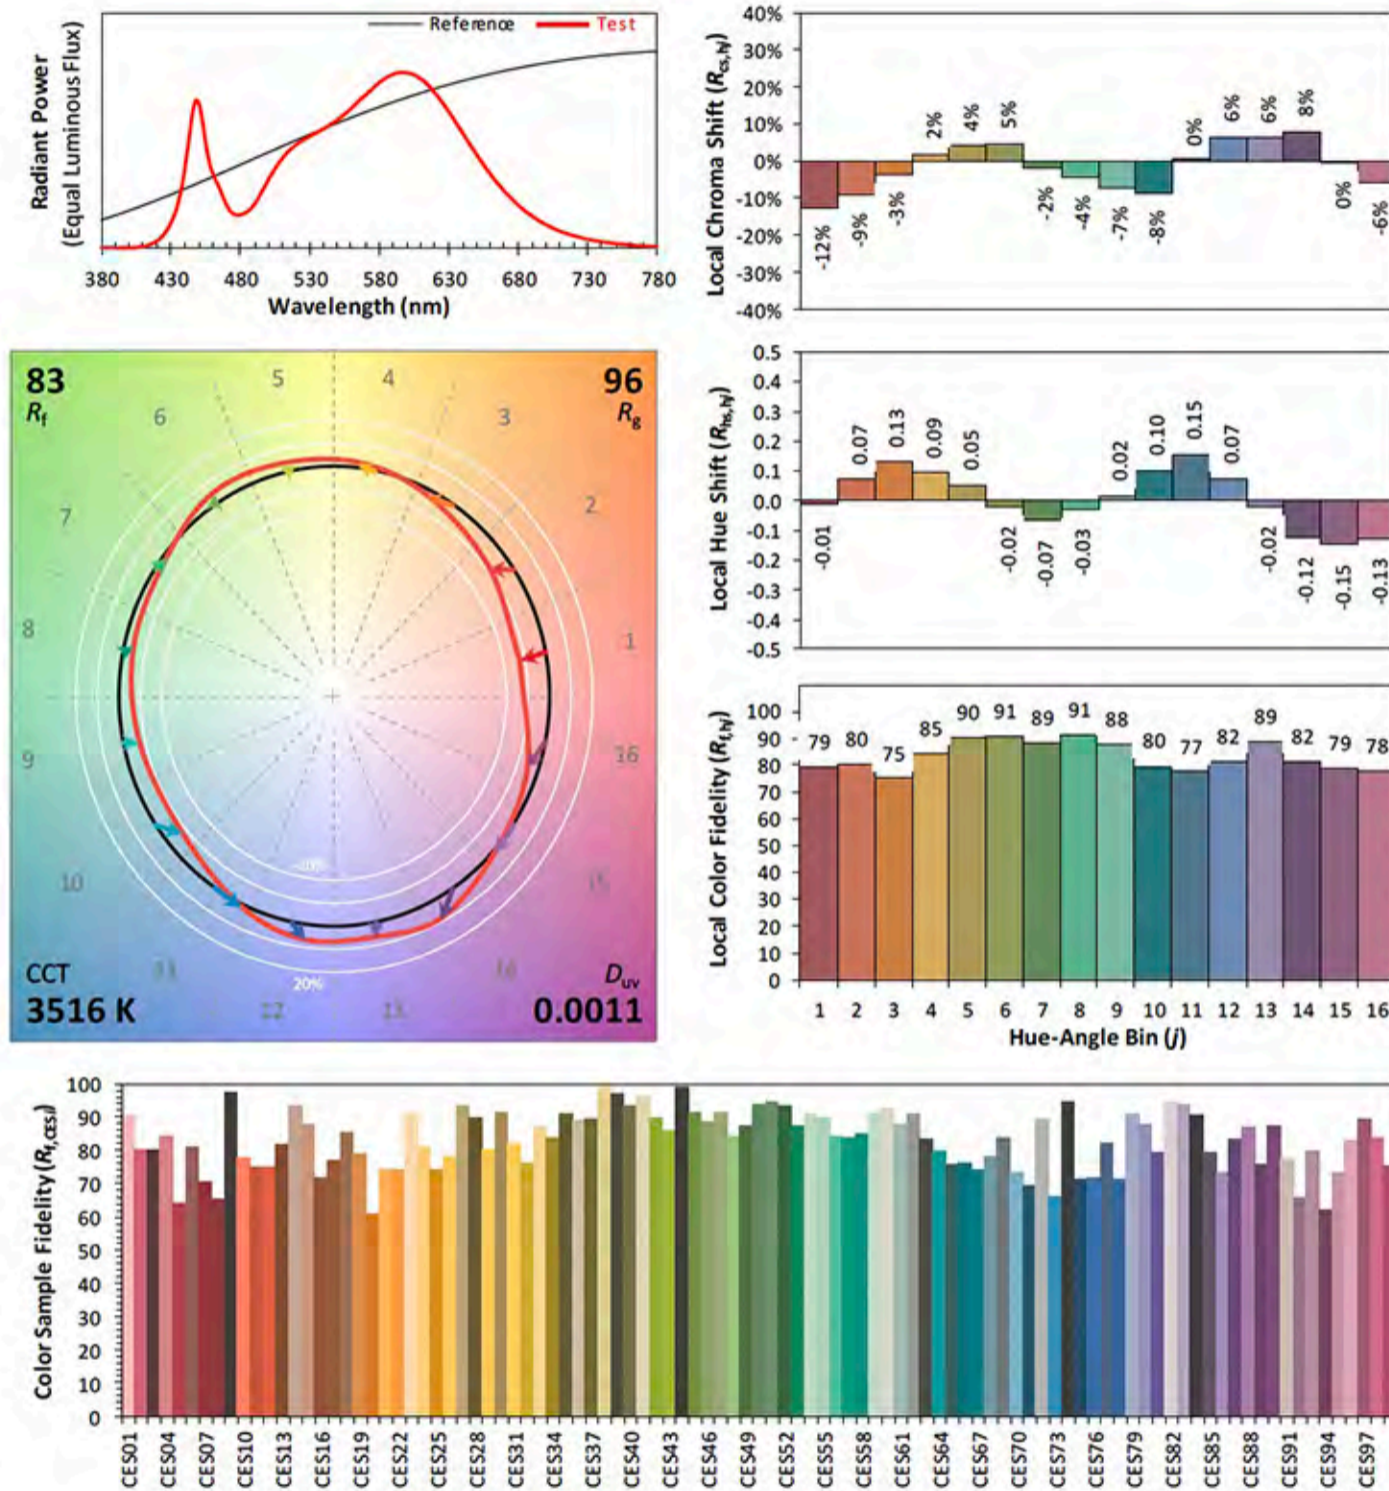 Reference Test
Radiant Power
(Equal Luminous Flux)
380 430 480 530 580 630 680 730 780
Wavelength (nm)
Local Chroma Shift (Rcs,hj)
40%
30%
20%
10%
0%
-10%
-20%
-30%
-40%
-12% -9% -3% 2% 4% 5% -2% -4% -7% -8% 0% 6% 6% 8% 0% -6%
83
Rf
96
Rg
5 4
6 3
7 2
8 1
9 16
10 15
20%
CCT
3516 K
Duv
0.0011
Local Hue Shift (Rhs,hj)
0.5
0.4
0.3
0.2
0.1
0.0
-0.1
-0.2
-0.3
-0.4
-0.5
-0.01 0.07 0.13 0.09 0.05 -0.02 -0.07 -0.03 0.02 0.10 0.15 0.07 -0.02 -0.12 -0.15 -0.13
Local Color Fidelity (Rf,hj)
100
90
80
70
60
50
40
30
20
10
0
79 80 75 85 90 91 89 91 88 80 77 82 89 82 79 78
1 2 3 4 5 6 7 8 9 10 11 12 13 14 15 16
Hue-Angle Bin (j)
Color Sample Fidelity (Rf,CESi)
100
90
80
70
60
50
40
30
20
10
0
CES01 CES04 CES07 CES10 CES13 CES16 CES19 CES22 CES25 CES28 CES31 CES34 CES37 CES40 CES43 CES46 CES49 CES52 CES55 CES58 CES61 CES64 CES67 CES70 CES73 CES76 CES79 CES82 CES85 CES88 CES91 CES94 CES97